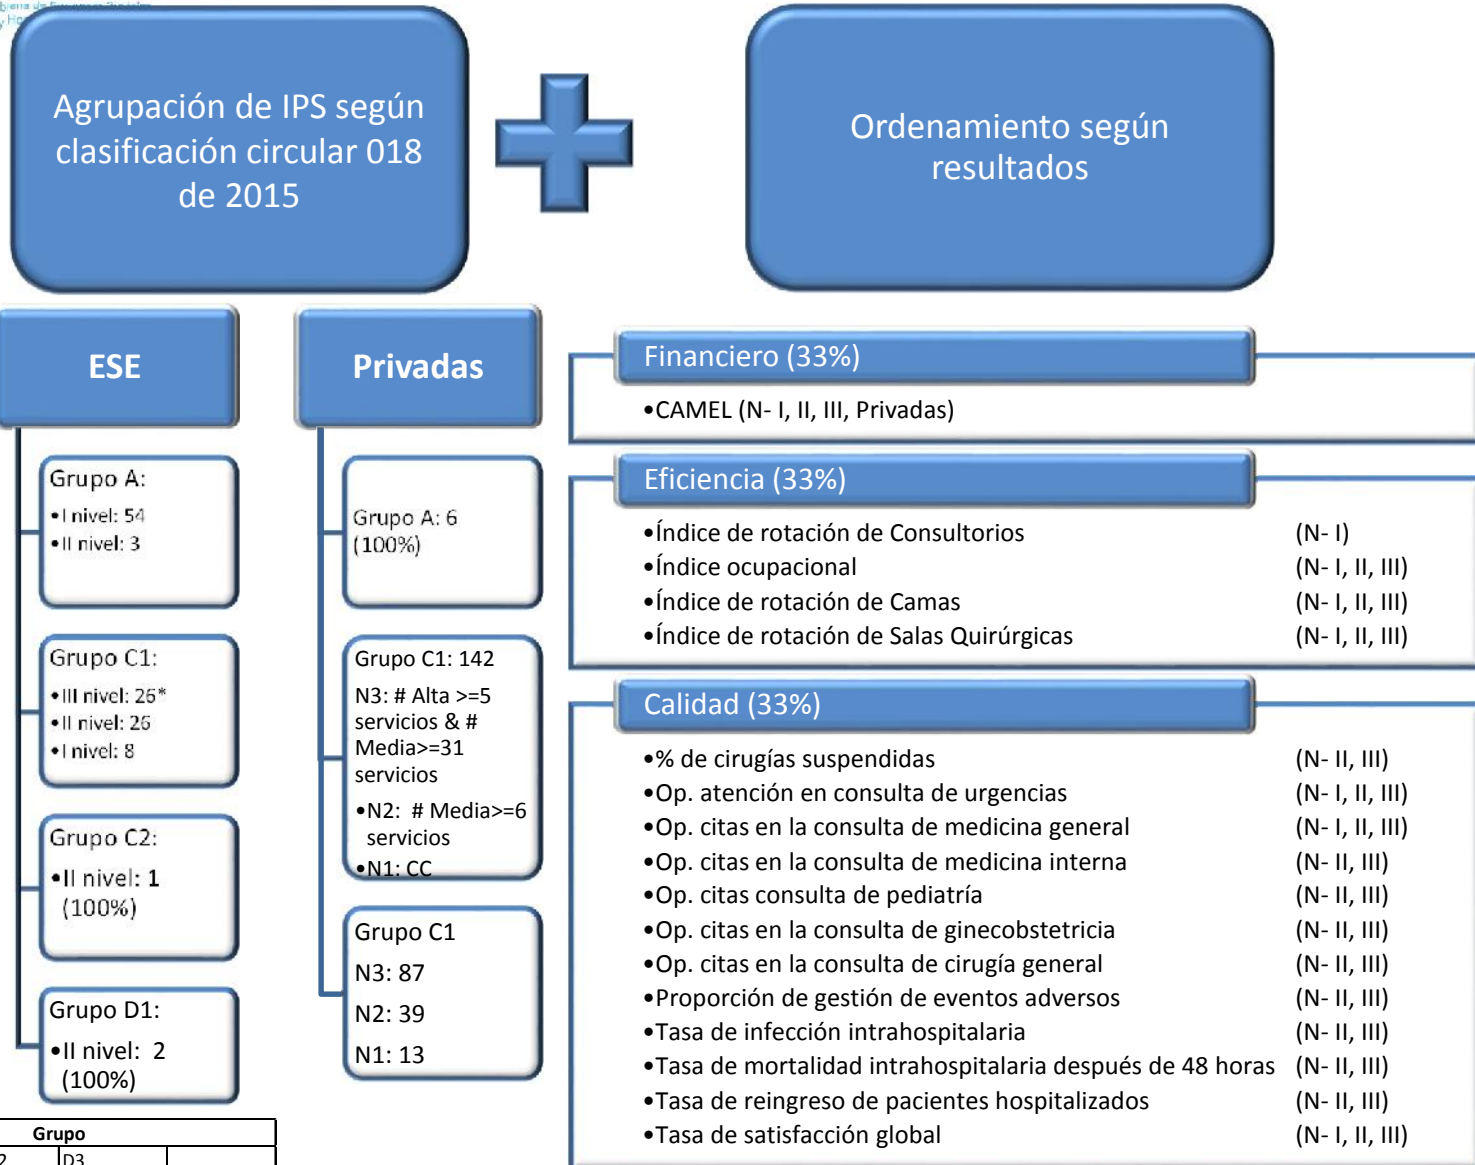 Agrupación de IPS según
clasificación circular 018
de 2015
Ordenamiento según
resultados
ESE
Grupo A:
•I nivel: 54
•II nivel: 3
Grupo C1:
•III nivel: 26*
•II nivel: 26
•I nivel: 8
Grupo C2:
•II nivel: 1
(100%)
Grupo D1:
•II nivel: 2
(100%)
Privadas
Grupo A: 6
(100%)
Grupo C1: 142
N3: # Alta >=5
servicios & #
Media>=31
servicios
•N2: # Media>=6
servicios
•N1: CC
Grupo C1
N3: 87
N2: 39
N1: 13
Financiero (33%)
•CAMEL (N- I, II, III, Privadas)
Eficiencia (33%)
•Índice de rotación de Consultorios (N- I)
•Índice ocupacional (N- I, II, III)
•Índice de rotación de Camas (N- I, II, III)
•Índice de rotación de Salas Quirúrgicas (N- I, II, III)
Calidad (33%)
•% de cirugías suspendidas (N- II, III)
•Op. atención en consulta de urgencias (N- I, II, III)
•Op. citas en la consulta de medicina general (N- I, II, III)
•Op. citas en la consulta de medicina interna (N- II, III)
•Op. citas consulta de pediatría (N- II, III)
•Op. citas en la consulta de ginecobstetricia (N- II, III)
•Op. citas en la consulta de cirugía general (N- II, III)
•Proporción de gestión de eventos adversos (N- II, III)
•Tasa de infección intrahospitalaria (N- II, III)
•Tasa de mortalidad intrahospitalaria después de 48 horas (N- II, III)
•Tasa de reingreso de pacientes hospitalizados (N- II, III)
•Tasa de satisfacción global (N- I, II, III)
Grupo
D3